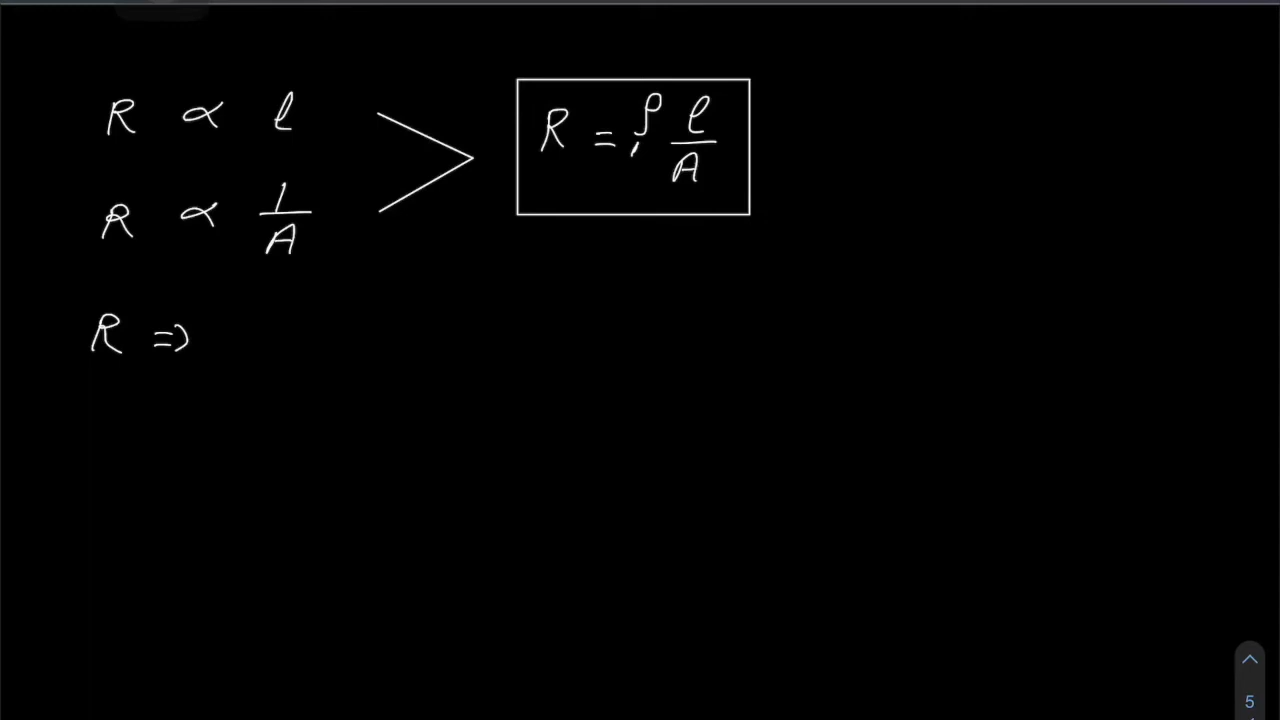 R ∝ l
R = ρ l/A
R ∝ 1/A
R =>
5